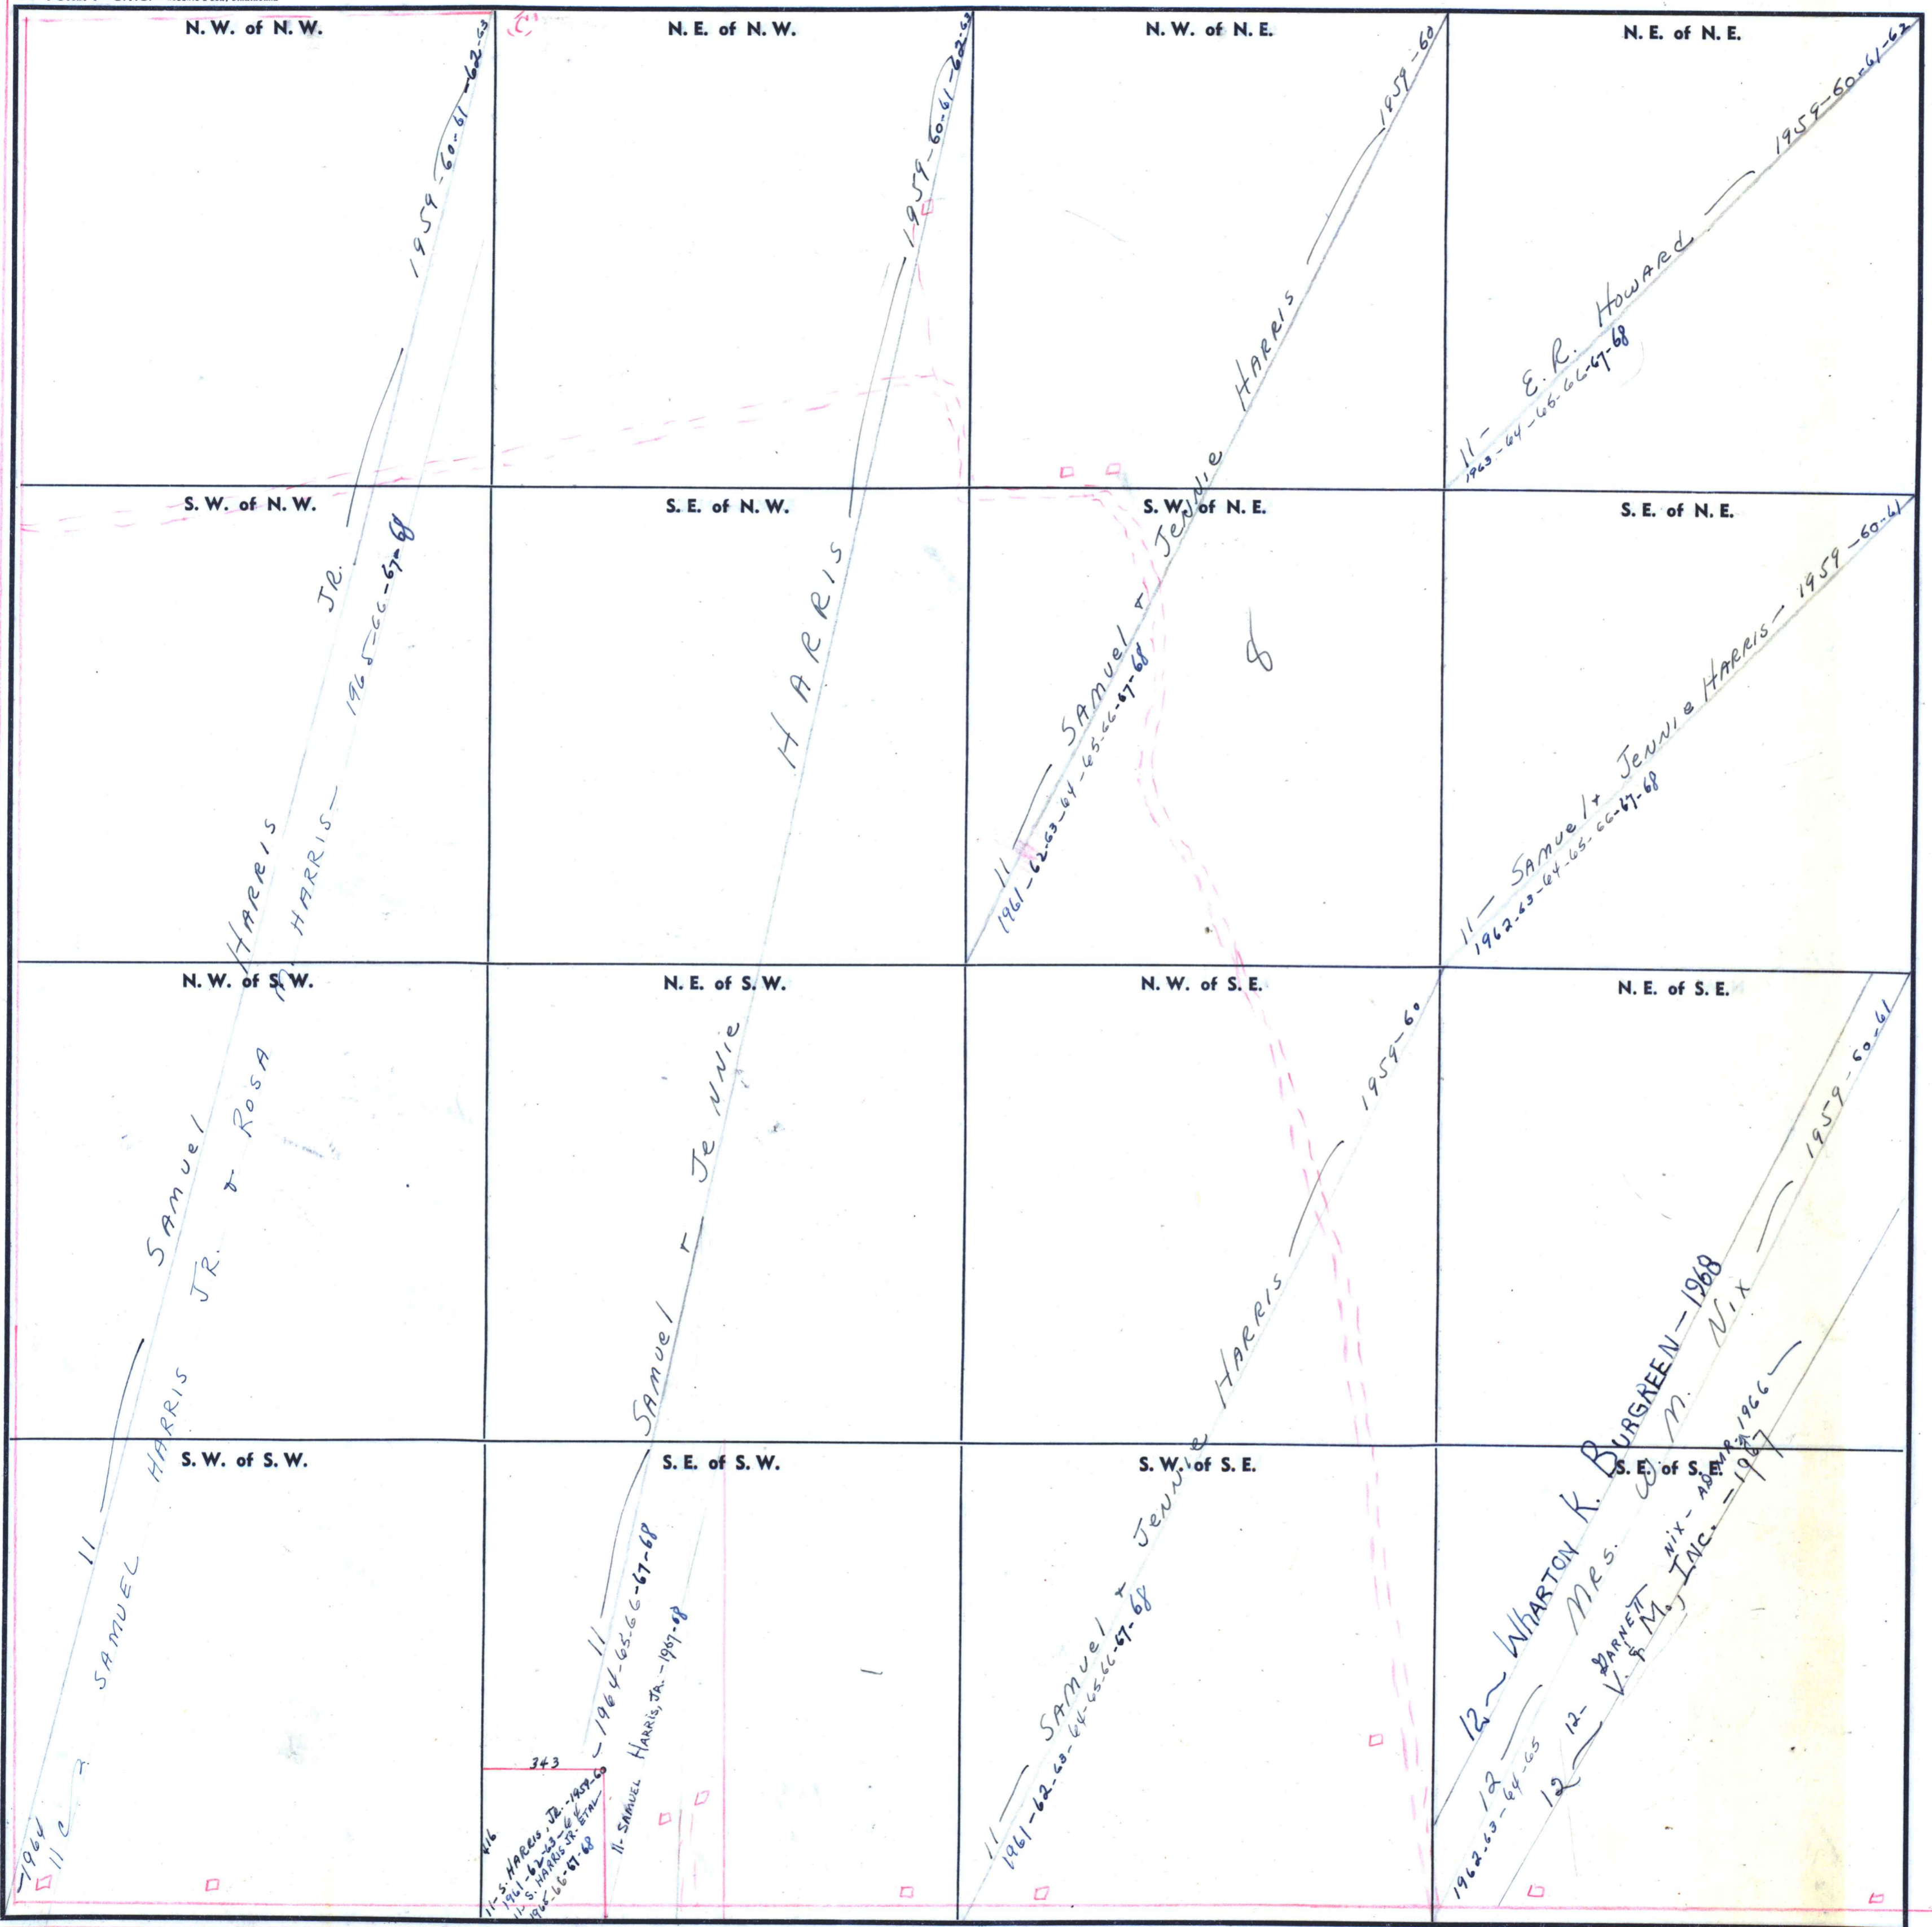 N. W. of N. W.
N. E. of N. W.
N. W. of N. E.
N. E. of N. E.
S. W. of N. W.
S. E. of N. W.
S. W. of N. E.
S. E. of N. E.
N. W. of S. W.
N. E. of S. W.
N. W. of S. E.
N. E. of S. E.
S. W. of S. W.
S. E. of S. W.
S. W. of S. E.
S. E. of S. E.
11 — SAMUEL HARRIS JR. — 1959-60-61-62-63
-1964
SAMUEL HARRIS JR. & ROSA HARRIS — 1965-66-67-68
11 — SAMUEL & JENNIE HARRIS — 1959-60-61-62-63
— 1964-65-66-67-68
11- SAMUEL HARRIS, JR. - 1967-68
343
416
11- S. HARRIS, JR. - 1959-60
1961-62-63-64
11- S. HARRIS JR. ETAL
1965-66-67-68
11 — SAMUEL & JENNIE HARRIS — 1959-60
1961-62-63-64-65-66-67-68
8
11 — E. R. HOWARD — 1959-60-61-62
1963-64-65-66-67-68
11 — SAMUEL & JENNIE HARRIS — 1959-60-61
1962-63-64-65-66-67-68
11 — SAMUEL & JENNIE HARRIS — 1959-60
1961-62-63-64-65-66-67-68
12 — WHARTON K. BURGREEN — 1968
12 — MRS. W. M. NIX — 1959-60-61
1962-63-64-65
12- GARNETT NIX - ADMR. 1966
12 — V. & M., INC. — 1967